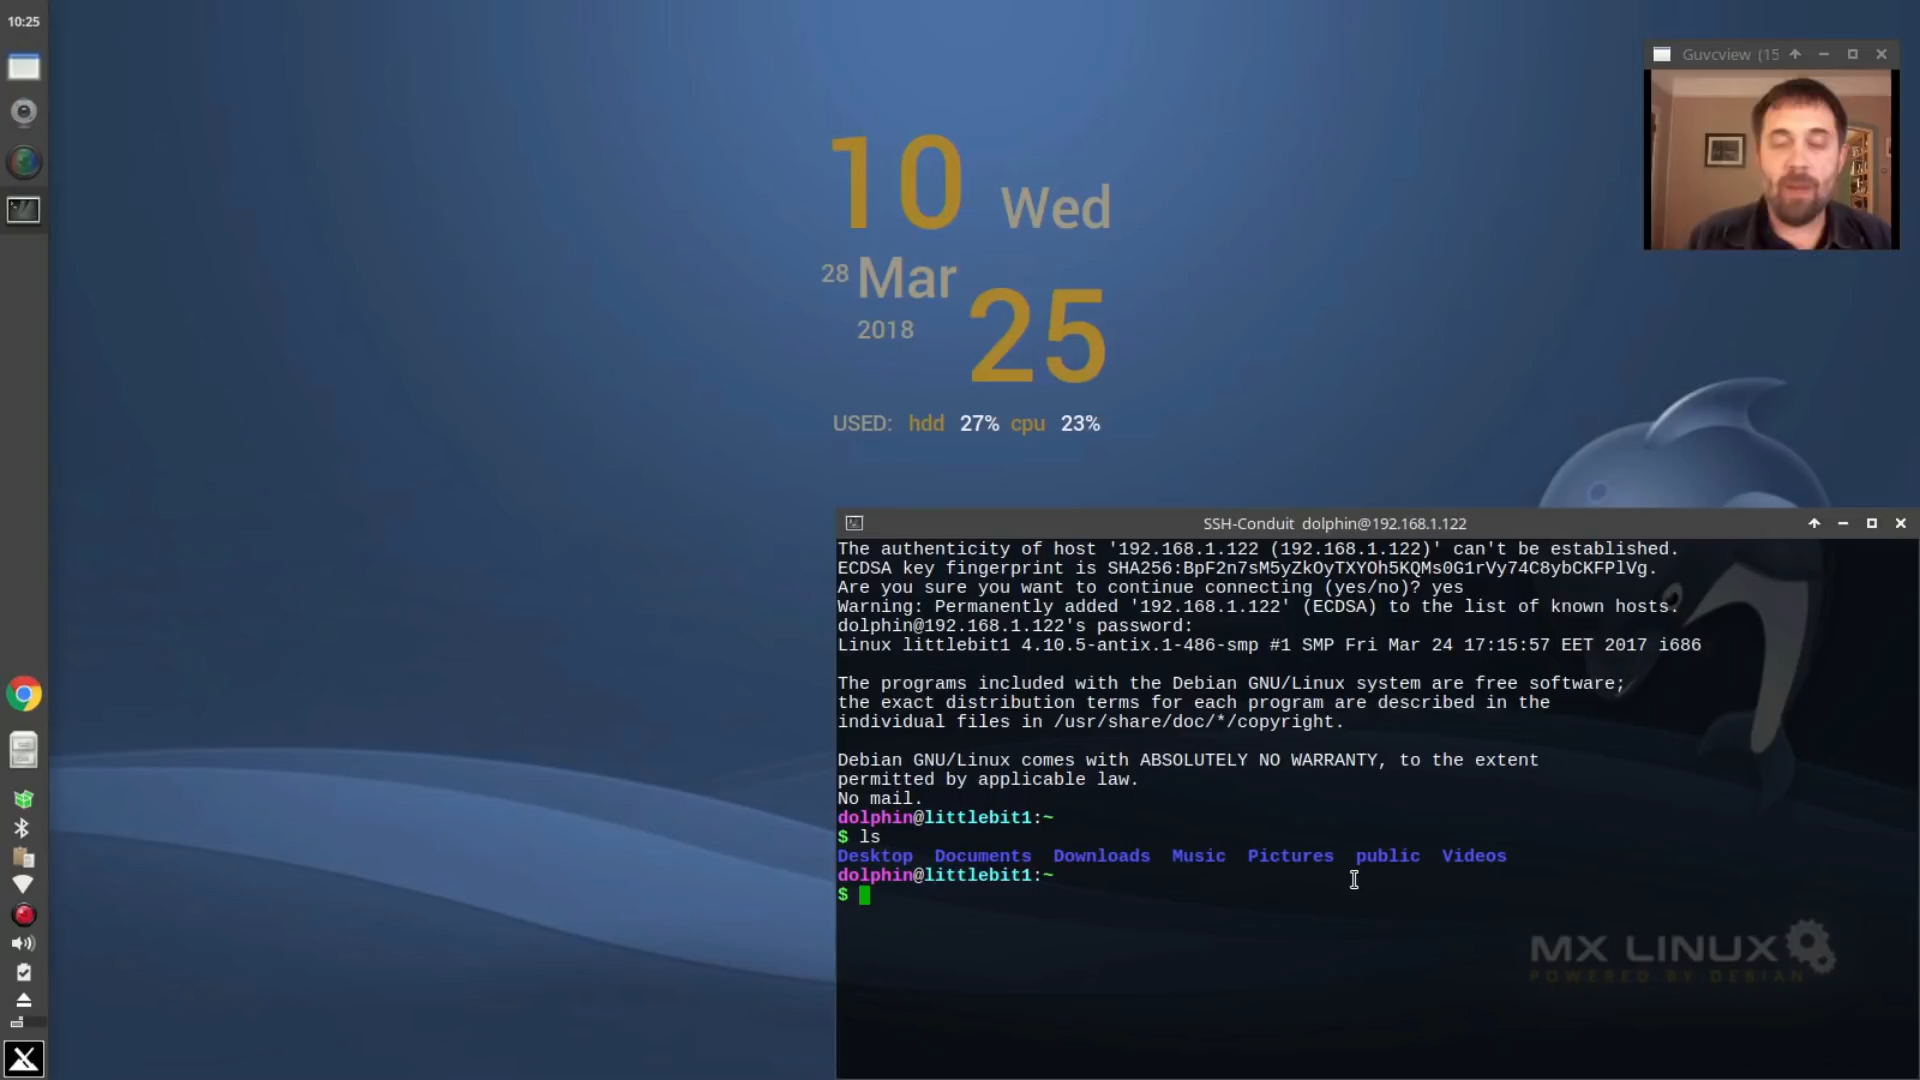 10:25
Guvcview (15
10 Wed
28 Mar
2018
25
USED: hdd 27% cpu 23%
SSH-Conduit dolphin@192.168.1.122
The authenticity of host '192.168.1.122 (192.168.1.122)' can't be established.
ECDSA key fingerprint is SHA256:BpF2n7sM5yZkOyTXYOh5KQMs0G1rVy74C8ybCKFPlVg.
Are you sure you want to continue connecting (yes/no)? yes
Warning: Permanently added '192.168.1.122' (ECDSA) to the list of known hosts.
dolphin@192.168.1.122's password:
Linux littlebit1 4.10.5-antix.1-486-smp #1 SMP Fri Mar 24 17:15:57 EET 2017 i686
The programs included with the Debian GNU/Linux system are free software;
the exact distribution terms for each program are described in the
individual files in /usr/share/doc/*/copyright.
Debian GNU/Linux comes with ABSOLUTELY NO WARRANTY, to the extent
permitted by applicable law.
No mail.
dolphin@littlebit1:~
$ ls
Desktop Documents Downloads Music Pictures public Videos
dolphin@littlebit1:~
$
MX LINUX
POWERED BY DEBIAN